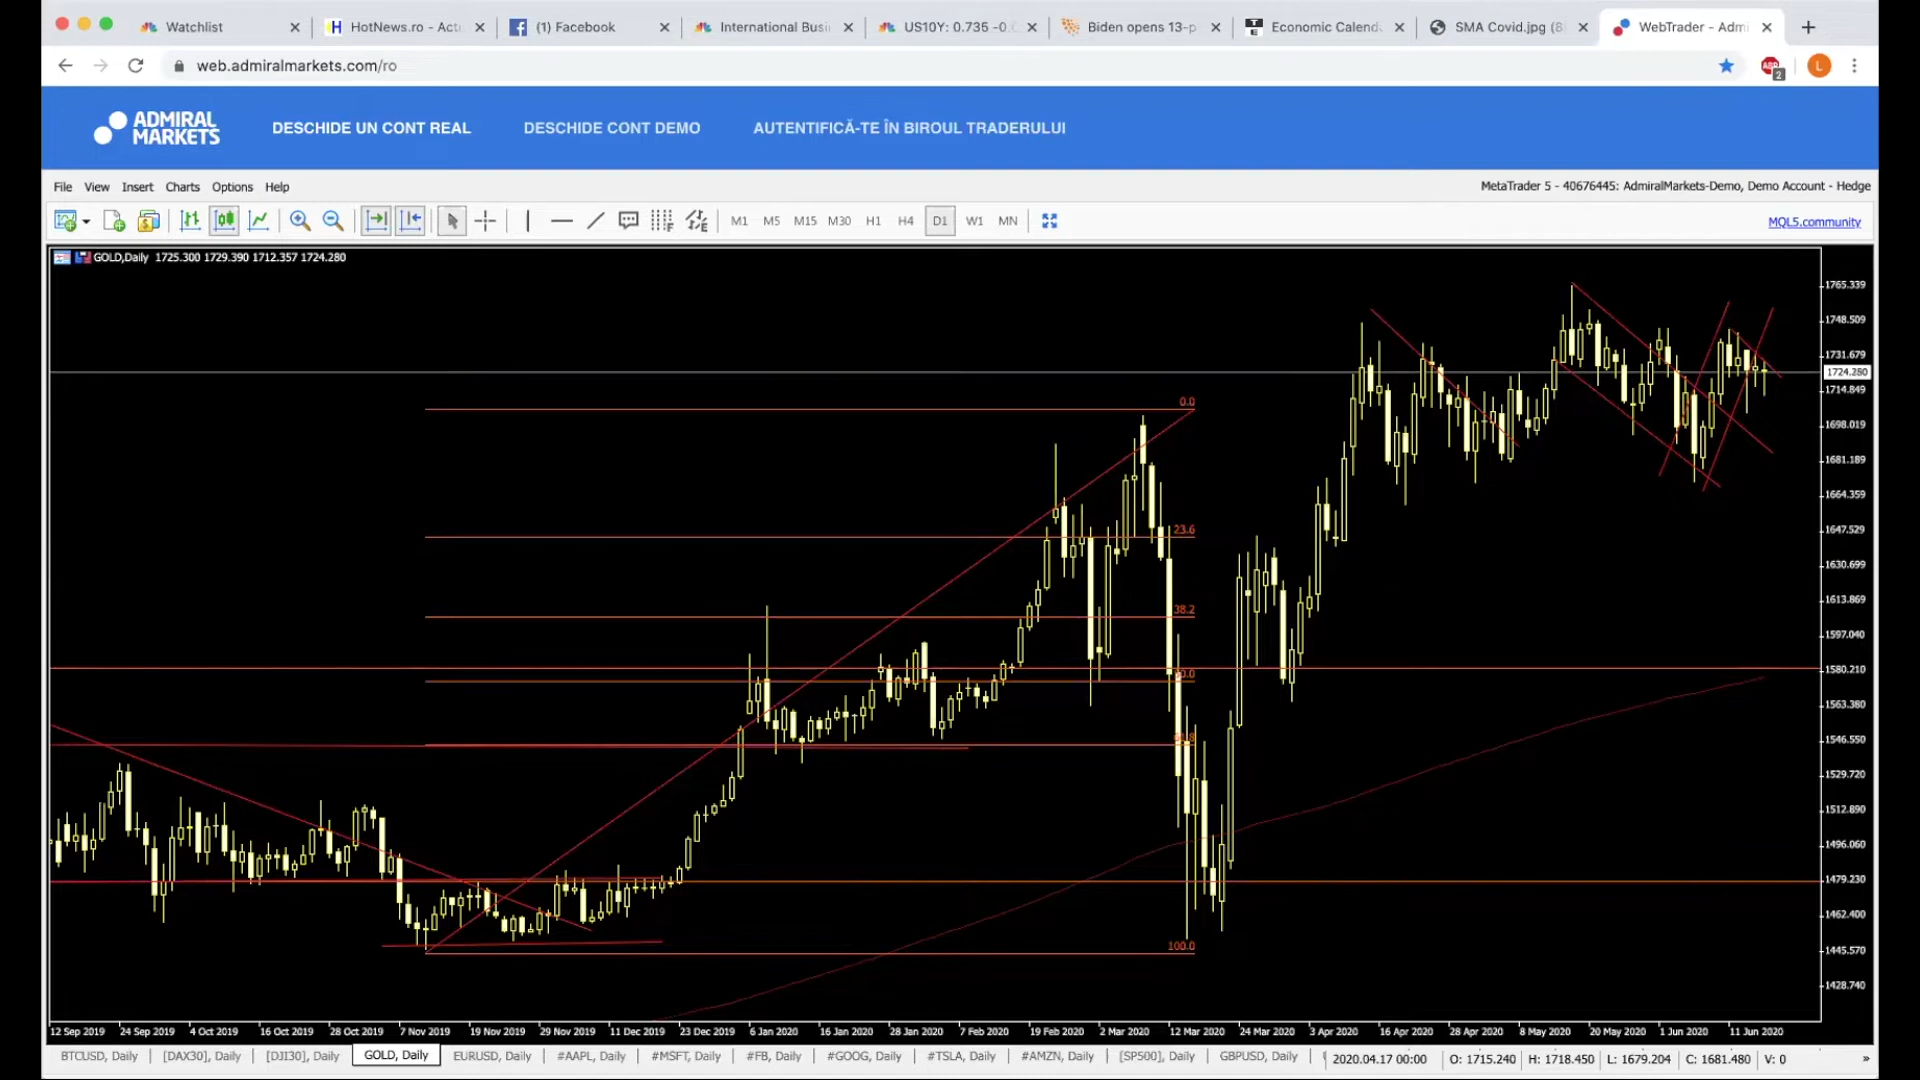 Watchlist
HotNews.ro - Actu
(1) Facebook
International Busi
US10Y: 0.735 -0.
Biden opens 13-p
Economic Calend
SMA Covid.jpg (8
WebTrader - Admi
web.admiralmarkets.com/ro
ABP
2
L
ADMIRAL
MARKETS
DESCHIDE UN CONT REAL
DESCHIDE CONT DEMO
AUTENTIFICĂ-TE ÎN BIROUL TRADERULUI
File View Insert Charts Options Help
MetaTrader 5 - 40676445: AdmiralMarkets-Demo, Demo Account - Hedge
M1 M5 M15 M30 H1 H4 D1 W1 MN
MQL5.community
GOLD,Daily 1725.300 1729.390 1712.357 1724.280
1765.339
1748.509
1731.679
1724.280
1714.849
1698.019
1681.189
1664.359
1647.529
1630.699
1613.869
1597.040
1580.210
1563.380
1546.550
1529.720
1512.890
1496.060
1479.230
1462.400
1445.570
1428.740
0.0
23.6
38.2
100.0
12 Sep 2019 24 Sep 2019 4 Oct 2019 16 Oct 2019 28 Oct 2019 7 Nov 2019 19 Nov 2019 29 Nov 2019 11 Dec 2019 23 Dec 2019 6 Jan 2020 16 Jan 2020 28 Jan 2020 7 Feb 2020 19 Feb 2020 2 Mar 2020 12 Mar 2020 24 Mar 2020 3 Apr 2020 16 Apr 2020 28 Apr 2020 8 May 2020 20 May 2020 1 Jun 2020 11 Jun 2020
BTCUSD, Daily [DAX30], Daily [DJI30], Daily GOLD, Daily EURUSD, Daily #AAPL, Daily #MSFT, Daily #FB, Daily #GOOG, Daily #TSLA, Daily #AMZN, Daily [SP500], Daily GBPUSD, Daily 2020.04.17 00:00 O: 1715.240 H: 1718.450 L: 1679.204 C: 1681.480 V: 0 »